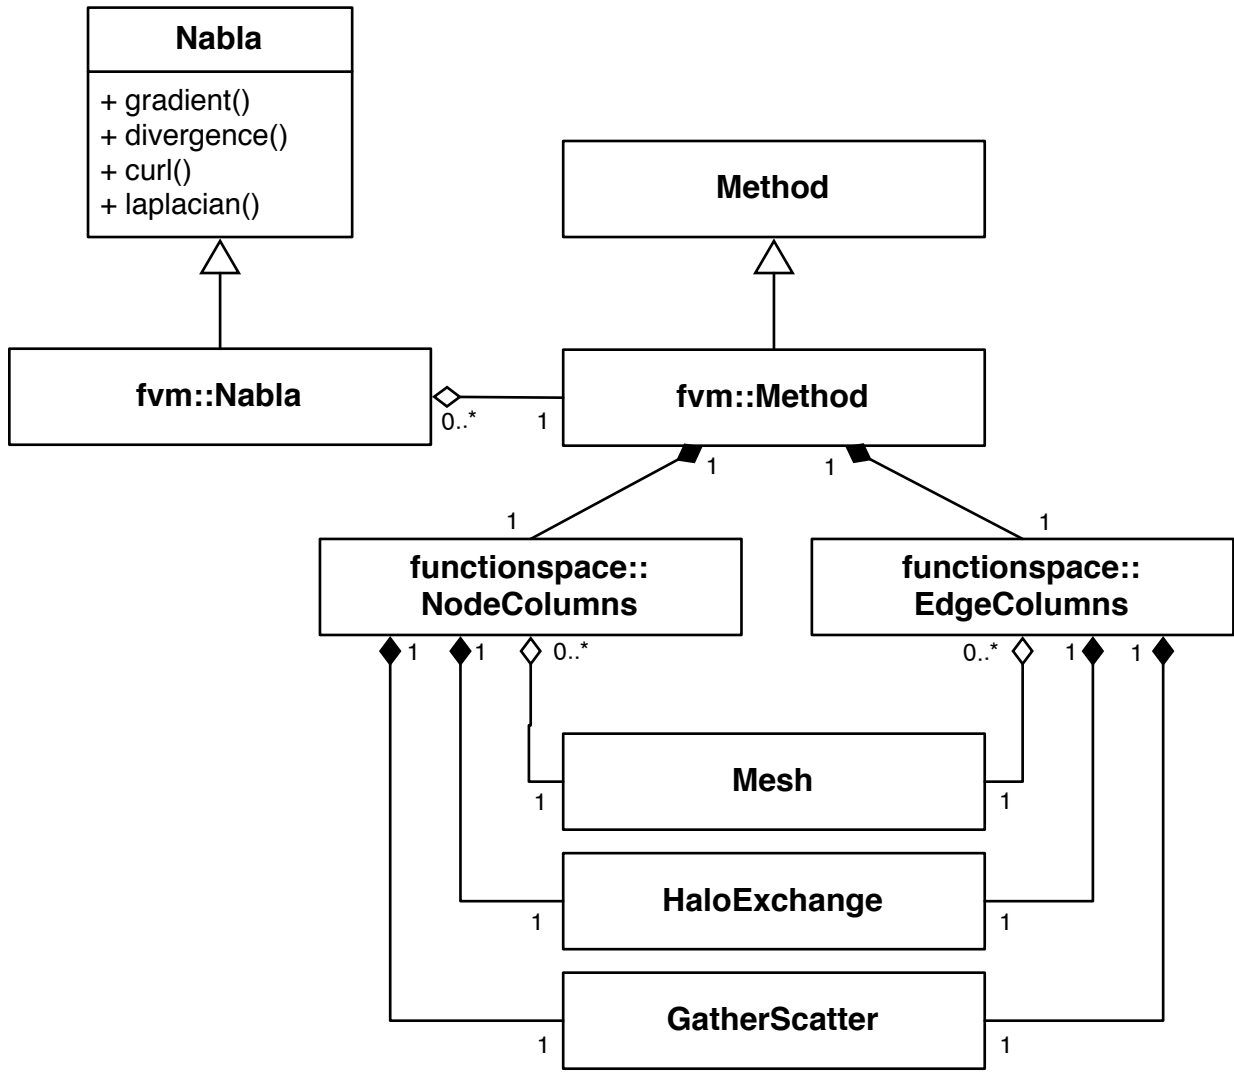 Nabla
+ gradient()
+ divergence()
+ curl()
+ laplacian()
Method
fvm::Nabla
0..*
1
fvm::Method
1
1
1
1
functionspace::
NodeColumns
functionspace::
EdgeColumns
1
1
0..*
0..*
1
1
Mesh
1
1
HaloExchange
1
1
GatherScatter
1
1